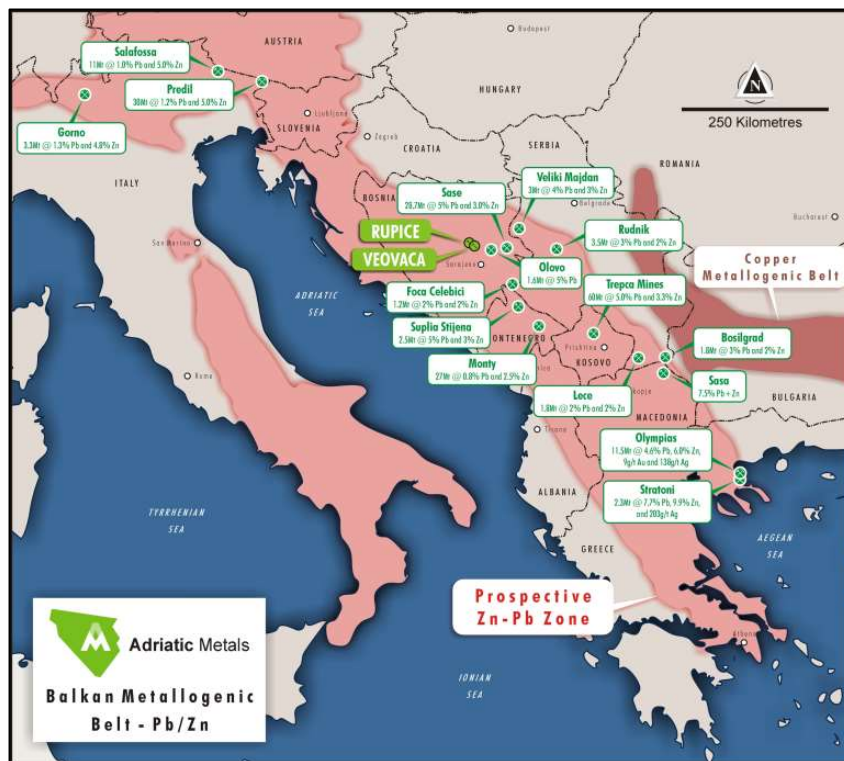 AUSTRIA
Budapest
Salafossa
11Mt @ 1.0% Pb and 5.0% Zn
Predil
30Mt @ 1.2% Pb and 5.0% Zn
HUNGARY
N
250 Kilometres
Gorno
3.3Mt @ 1.3% Pb and 4.8% Zn
Ljubljana
SLOVENIA
Zagreb
CROATIA
SERBIA
ROMANIA
ITALY
BOSNIA
Sase
28.7Mt @ 5% Pb and 3.0% Zn
Veliki Majdan
3Mt @ 4% Pb and 3% Zn
Belgrade
Bucharest
RUPICE
VEOVACA
San Marino
Sarajevo
Rudnik
3.5Mt @ 3% Pb and 2% Zn
Olovo
1.6Mt @ 5% Pb
Copper
Metallogenic Belt
ADRIATIC
SEA
Foca Celebici
1.2Mt @ 2% Pb and 2% Zn
Trepca Mines
60Mt @ 5.0% Pb and 3.3% Zn
Suplia Stijena
2.5Mt @ 5% Pb and 3% Zn
ONTENEGRO
Prishtina
KOSOVO
Bosilgrad
1.8Mt @ 3% Pb and 2% Zn
Monty
27Mt @ 0.8% Pb and 2.5% Zn
Rome
Sasa
7.5% Pb + Zn
Lece
1.8Mt @ 2% Pb and 2% Zn
kopje
BULGARIA
MACEDONIA
Tirana
Olympias
11.5Mt @ 4.6% Pb, 6.0% Zn,
9g/t Au and 138g/t Ag
ALBANIA
Stratoni
2.3Mt @ 7.7% Pb, 9.9% Zn,
and 203g/t Ag
TYRRHENIAN
SEA
AEGEAN
SEA
GREECE
Prospective
Zn-Pb Zone
Athens
IONIAN
SEA
Adriatic Metals
Balkan Metallogenic
Belt - Pb/Zn